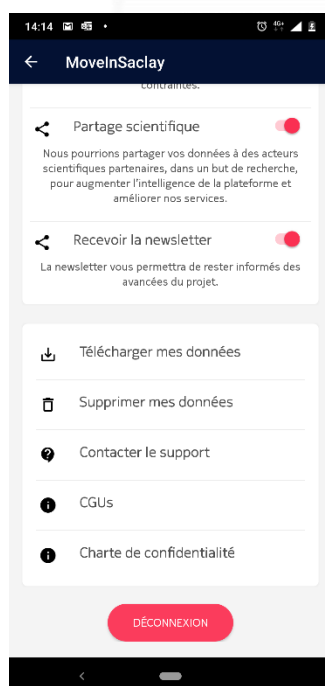 14:14
4G+
MoveInSaclay
contraintes.
Partage scientifique
Nous pourrions partager vos données à des acteurs
scientifiques partenaires, dans un but de recherche,
pour augmenter l'intelligence de la plateforme et
améliorer nos services.
Recevoir la newsletter
La newsletter vous permettra de rester informés des
avancées du projet.
Télécharger mes données
Supprimer mes données
Contacter le support
CGUs
Charte de confidentialité
DÉCONNEXION